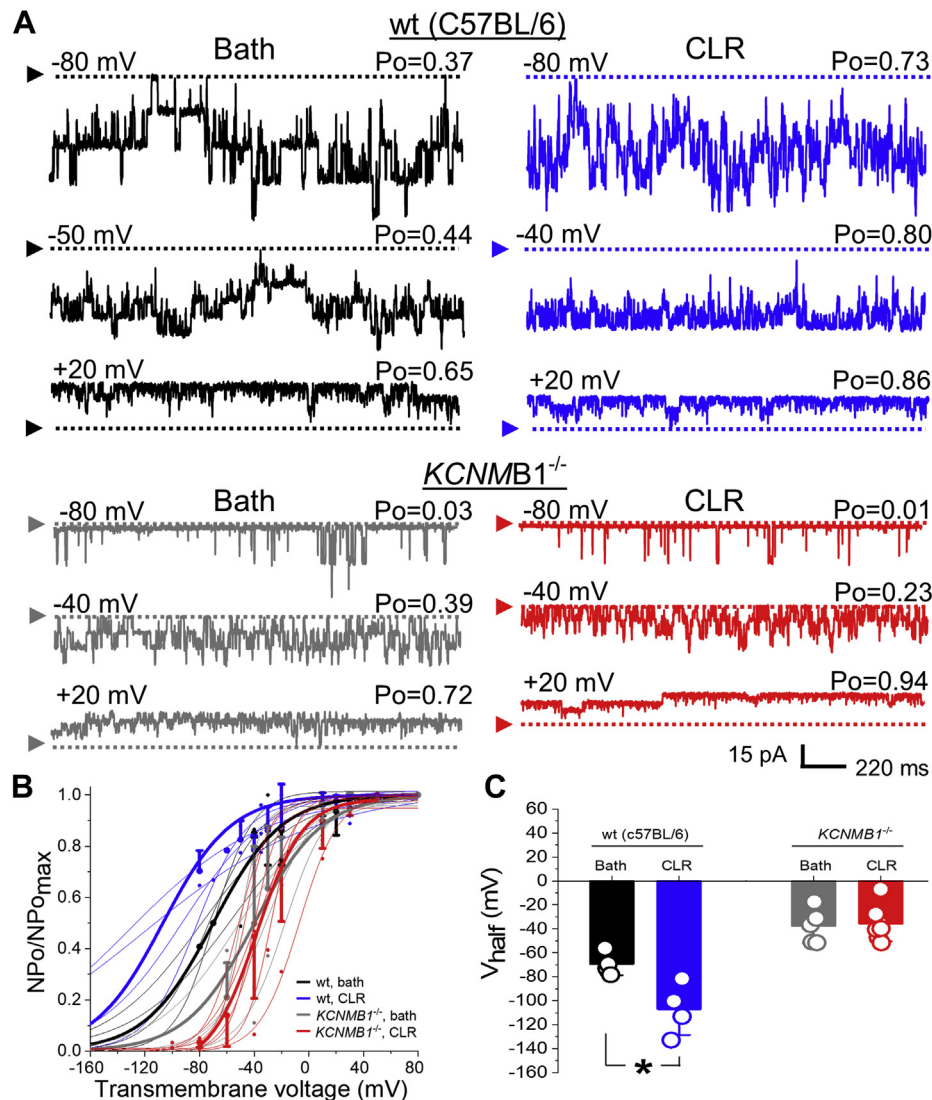 A
wt (C57BL/6)
Bath
CLR
-80 mV
Po=0.37
-80 mV
Po=0.73
-50 mV
Po=0.44
-40 mV
Po=0.80
+20 mV
Po=0.65
+20 mV
Po=0.86
KCNMB1-/-
Bath
CLR
-80 mV
Po=0.03
-80 mV
Po=0.01
-40 mV
Po=0.39
-40 mV
Po=0.23
+20 mV
Po=0.72
+20 mV
Po=0.94
15 pA
220 ms
B
NPo/NPomax
1.0
0.8
0.6
0.4
0.2
0.0
-160 -120 -80 -40 0 40 80
Transmembrane voltage (mV)
wt, bath
wt, CLR
KCNMB1-/-, bath
KCNMB1-/-, CLR
C
Vhalf (mV)
60
40
20
0
-20
-40
-60
-80
-100
-120
-140
-160
wt (c57BL/6)
KCNMB1-/-
Bath
CLR
Bath
CLR
*